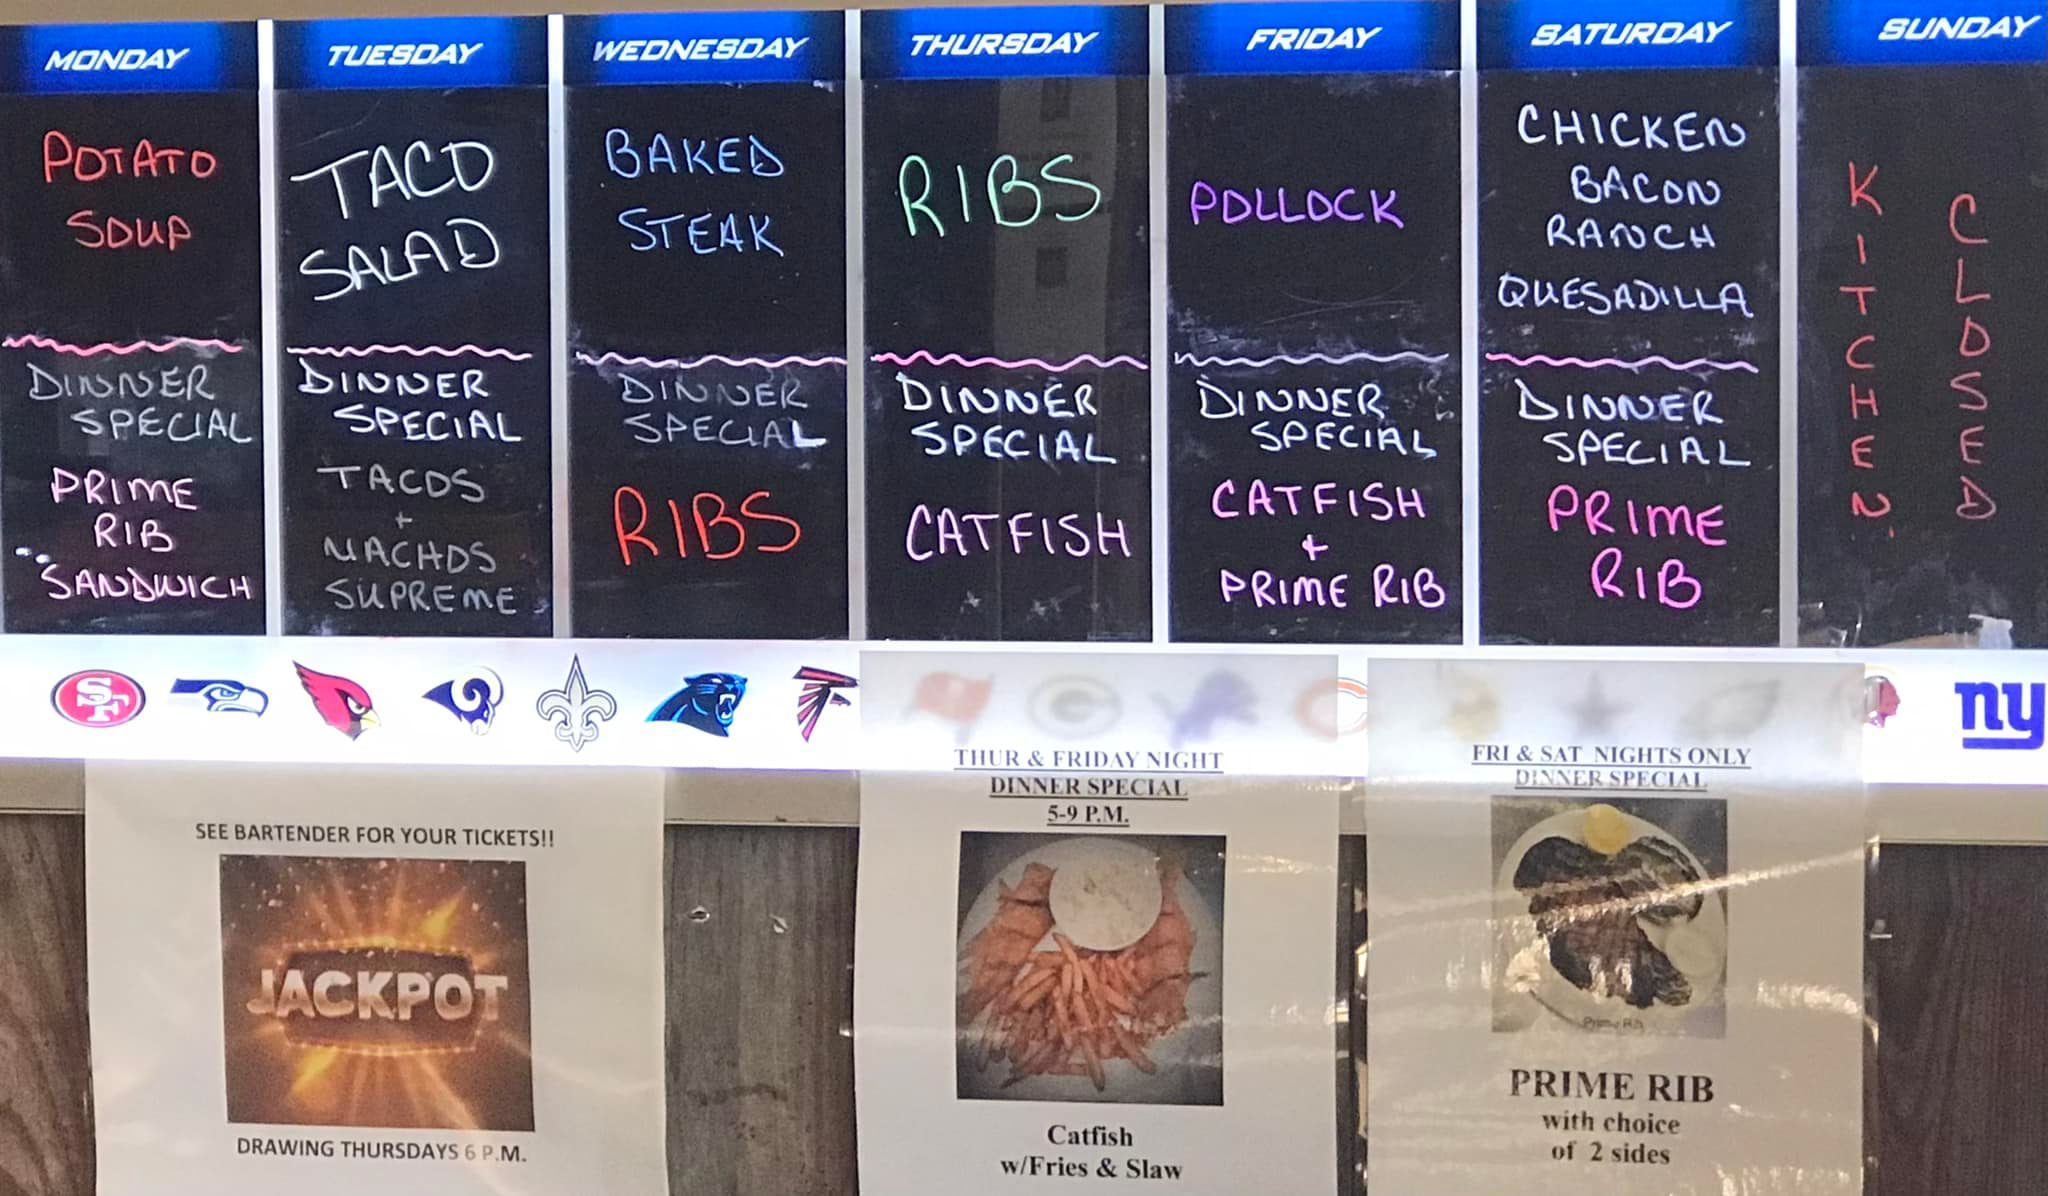 MONDAY
POTATO
SOUP
DINNER
SPECIAL
PRIME
RIB
SANDWICH
TUESDAY
TACO
SALAD
DINNER
SPECIAL
TACOS
+
NACHOS
SUPREME
WEDNESDAY
BAKED
STEAK
DINNER
SPECIAL
RIBS
THURSDAY
RIBS
DINNER
SPECIAL
CATFISH
FRIDAY
POLLOCK
DINNER
SPECIAL
CATFISH
+
PRIME RIB
SATURDAY
CHICKEN
BACON
RANCH
QUESADILLA
DINNER
SPECIAL
PRIME
RIB
SUNDAY
KITCHEN
CLOSED
SF
G
C
ny
SEE BARTENDER FOR YOUR TICKETS!!
JACKPOT
DRAWING THURSDAYS 6 P.M.
THUR & FRIDAY NIGHT
DINNER SPECIAL
5-9 P.M.
Catfish
w/Fries & Slaw
FRI & SAT NIGHTS ONLY
DINNER SPECIAL
Prime Rib
PRIME RIB
with choice
of 2 sides